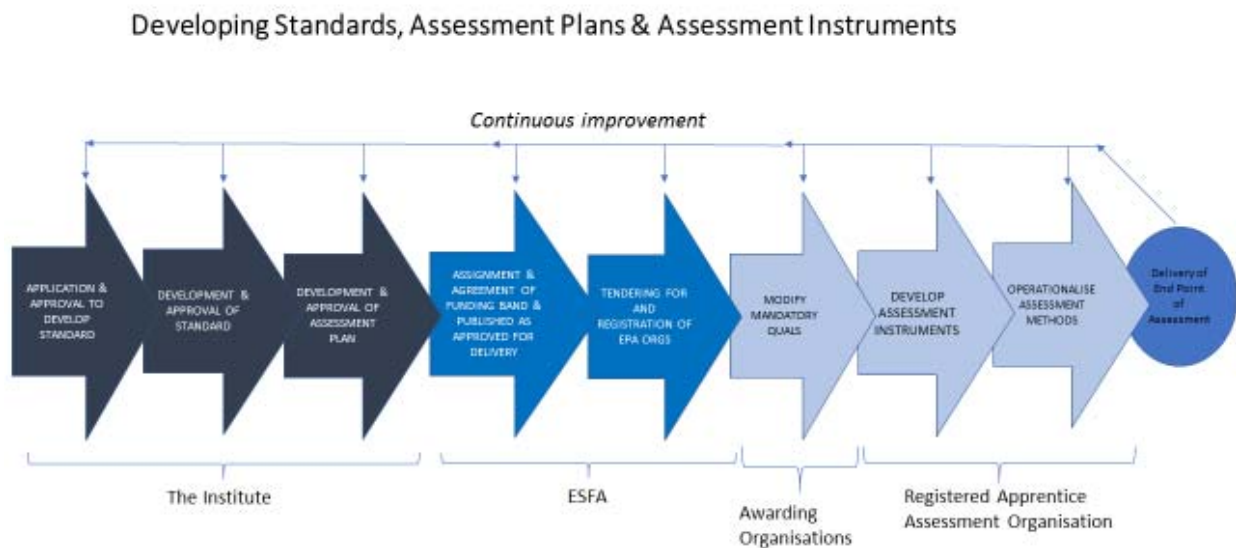 Developing Standards, Assessment Plans & Assessment Instruments
Continuous improvement
APPLICATION &
APPROVAL TO
DEVELOP
STANDARD
DEVELOPMENT &
APPROVAL OF
STANDARD
DEVELOPMENT &
APPROVAL OF
ASSESSMENT
PLAN
ASSIGNMENT &
AGREEMENT OF
FUNDING BAND &
PUBLISHED AS
APPROVED FOR
DELIVERY
TENDERING FOR
AND
REGISTRATION OF
EPA ORGS
MODIFY
MANDATORY
QUALS
DEVELOP
ASSESSMENT
INSTRUMENTS
OPERATIONALISE
ASSESSMENT
METHODS
Delivery of
End Point
of
Assessment
The Institute
ESFA
Awarding
Organisations
Registered Apprentice
Assessment Organisation